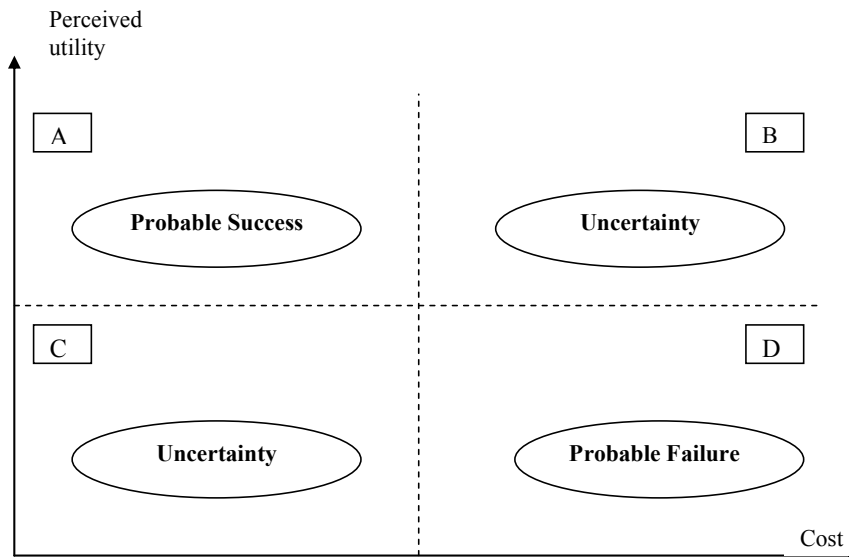 Perceived
utility
A
B
Probable Success
Uncertainty
C
D
Uncertainty
Probable Failure
Cost